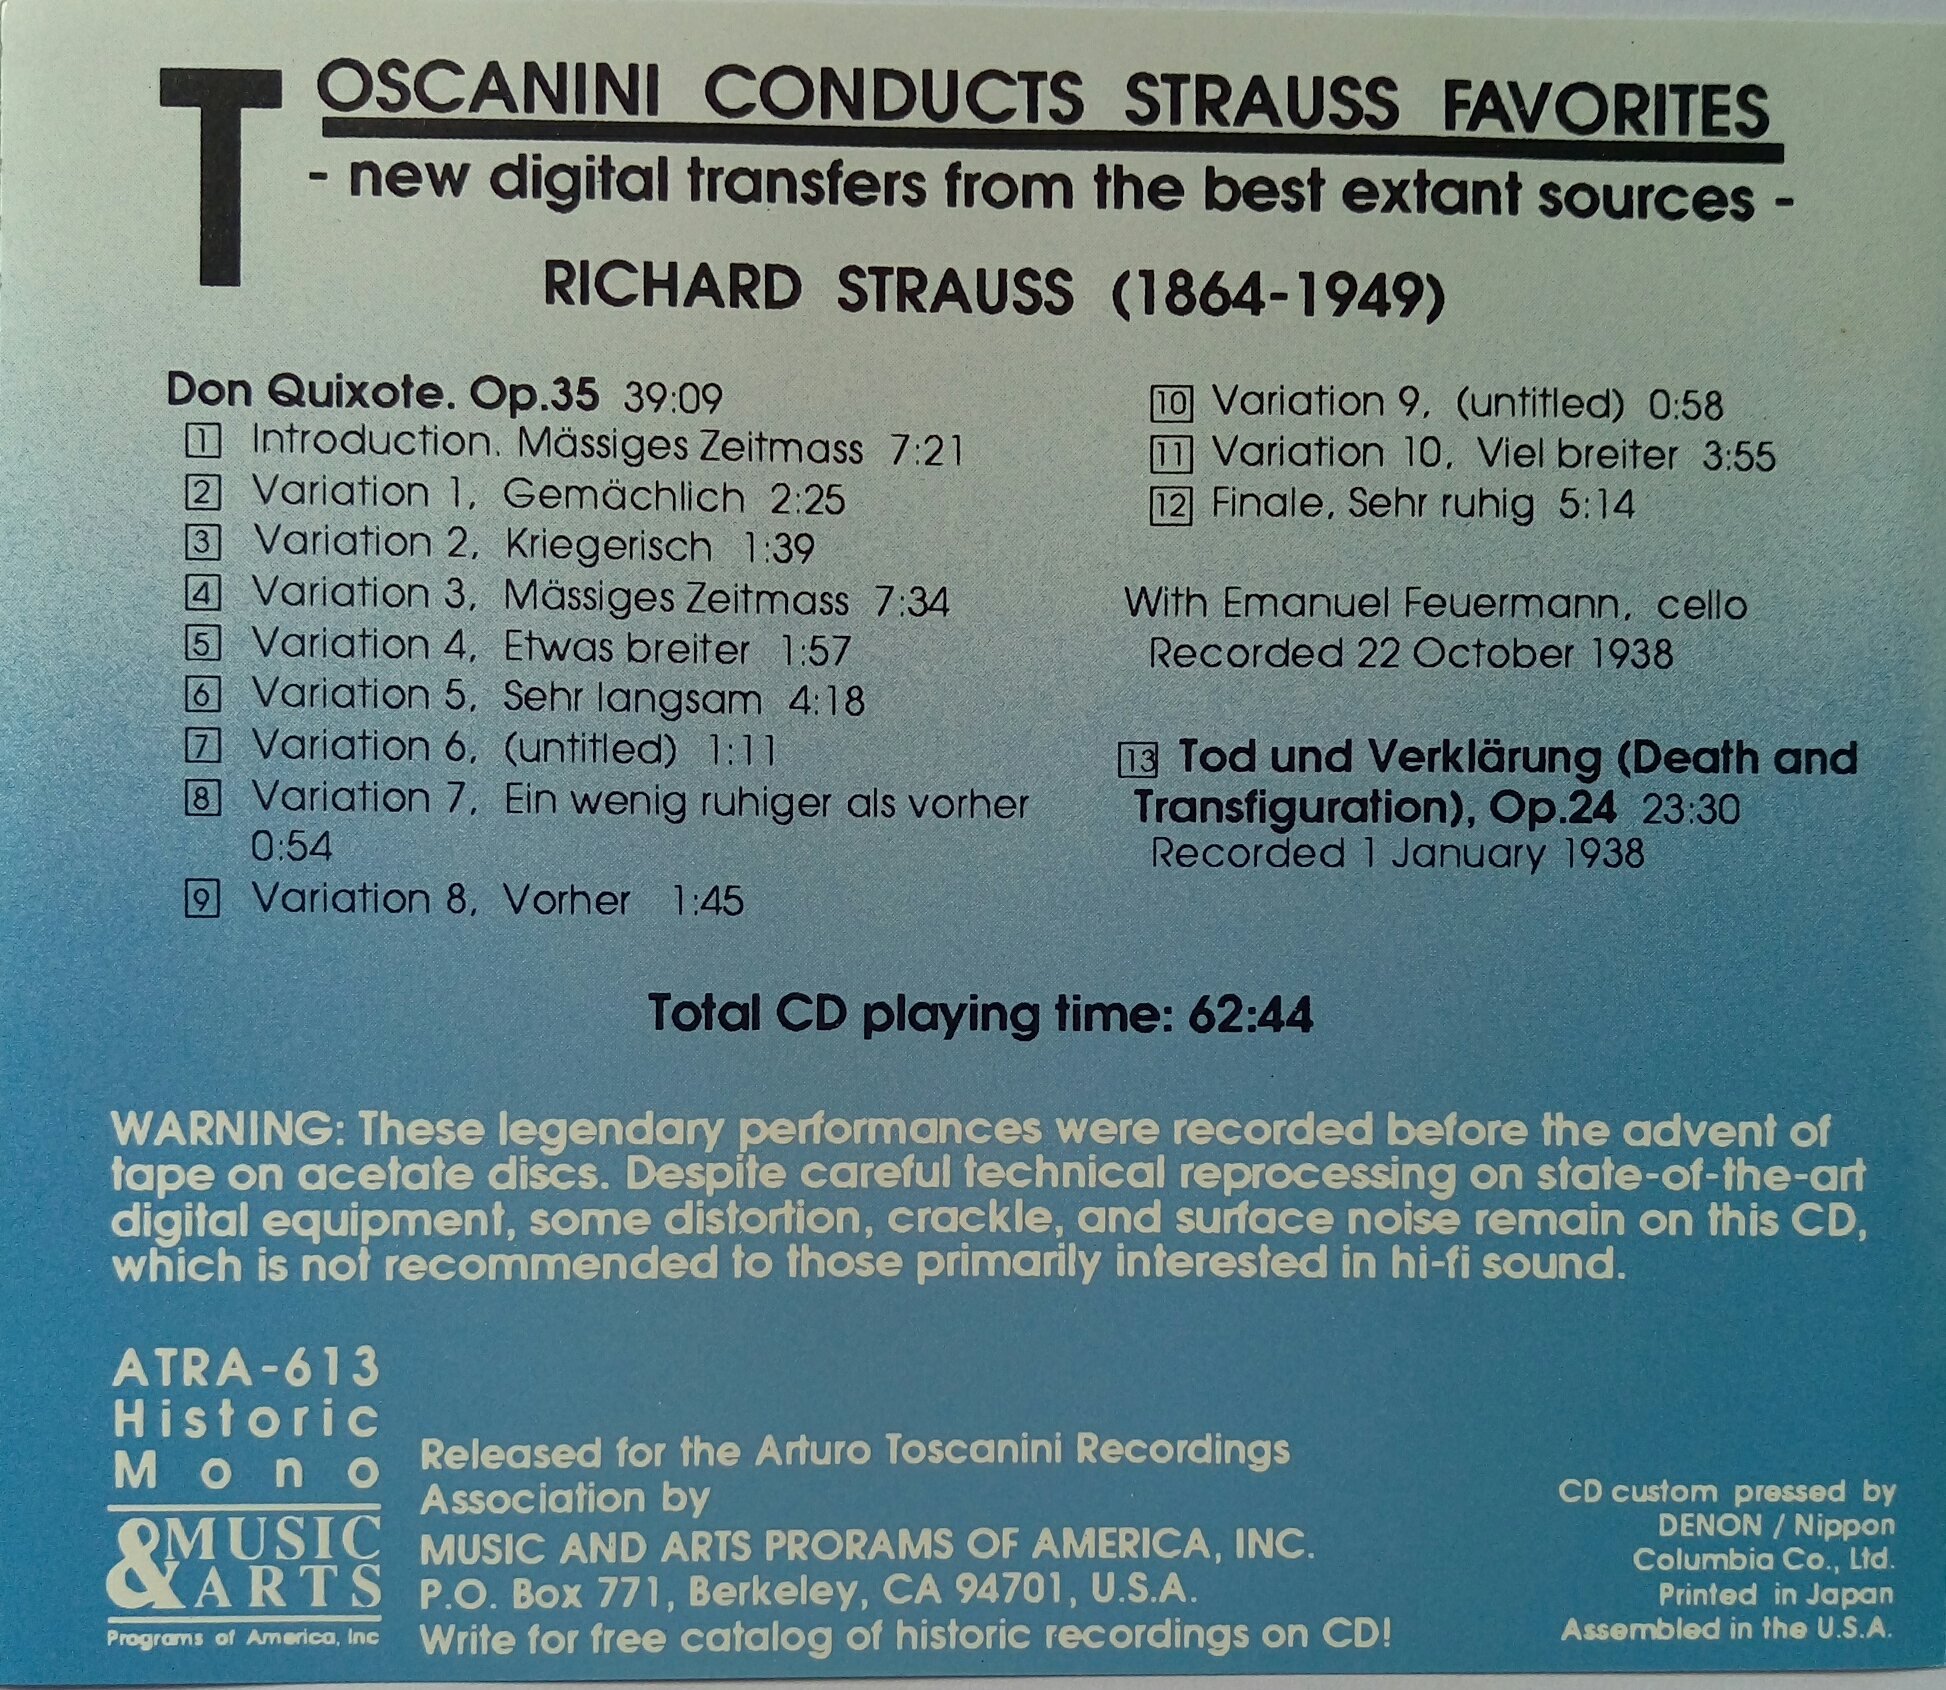 TOSCANINI CONDUCTS STRAUSS FAVORITES
- new digital transfers from the best extant sources -
RICHARD STRAUSS (1864-1949)
Don Quixote. Op.35 39:09
1 Introduction. Mässiges Zeitmass 7:21
2 Variation 1, Gemächlich 2:25
3 Variation 2, Kriegerisch 1:39
4 Variation 3, Mässiges Zeitmass 7:34
5 Variation 4, Etwas breiter 1:57
6 Variation 5, Sehr langsam 4:18
7 Variation 6, (untitled) 1:11
8 Variation 7, Ein wenig ruhiger als vorher
0:54
9 Variation 8, Vorher 1:45
10 Variation 9, (untitled) 0:58
11 Variation 10, Viel breiter 3:55
12 Finale, Sehr ruhig 5:14
With Emanuel Feuermann, cello
Recorded 22 October 1938
13 Tod und Verklärung (Death and
Transfiguration), Op.24 23:30
Recorded 1 January 1938
Total CD playing time: 62:44
WARNING: These legendary performances were recorded before the advent of
tape on acetate discs. Despite careful technical reprocessing on state-of-the-art
digital equipment, some distortion, crackle, and surface noise remain on this CD,
which is not recommended to those primarily interested in hi-fi sound.
ATRA-613
Historic
Mono
MUSIC
& ARTS
Programs of America, Inc
Released for the Arturo Toscanini Recordings
Association by
MUSIC AND ARTS PRORAMS OF AMERICA, INC.
P.O. Box 771, Berkeley, CA 94701, U.S.A.
Write for free catalog of historic recordings on CD!
CD custom pressed by
DENON / Nippon
Columbia Co., Ltd.
Printed in Japan
Assembled in the U.S.A.